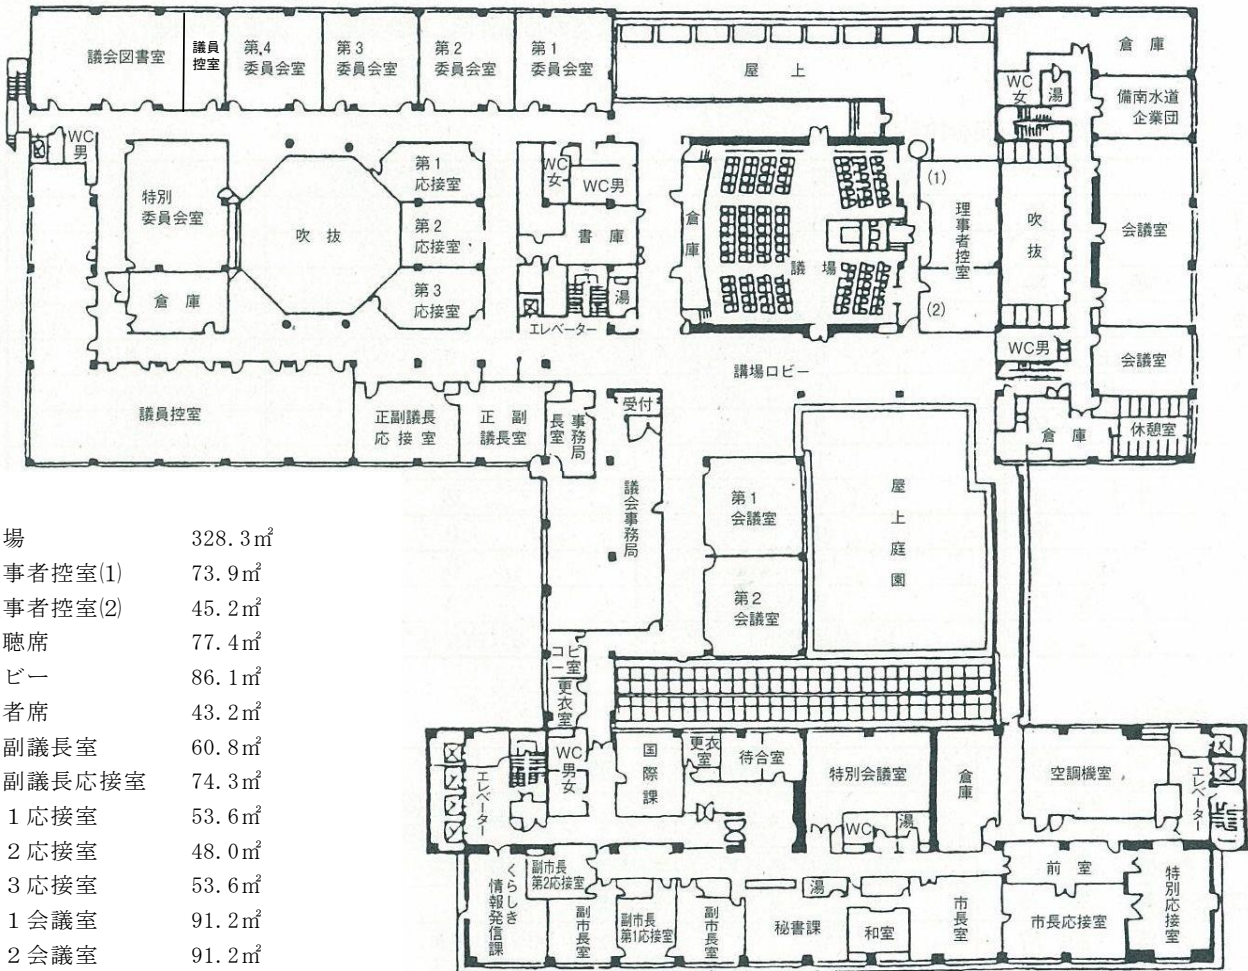 議会図書室
議員
控室
第4
委員会室
第3
委員会室
第2
委員会室
第1
委員会室
屋上
倉庫
WC
女
湯
備南水道
企業団
WC
男
特別
委員会室
吹抜
第1
応接室
第2
応接室
第3
応接室
倉庫
WC
女
WC男
書庫
湯
エレベーター
倉庫
議場
(1)
理事者控室
(2)
吹抜
会議室
WC男
会議室
講場ロビー
倉庫
休憩室
議員控室
正副議長
応接室
正副
議長室
事務局
長室
受付
議会事務局
第1
会議室
第2
会議室
屋上庭園
コピ
ー室
更衣室
場 328.3㎡
事者控室(1) 73.9㎡
事者控室(2) 45.2㎡
聴席 77.4㎡
ビー 86.1㎡
者席 43.2㎡
副議長室 60.8㎡
副議長応接室 74.3㎡
1応接室 53.6㎡
2応接室 48.0㎡
3応接室 53.6㎡
1会議室 91.2㎡
2会議室 91.2㎡
エレベーター
WC
男女
国際課
更衣
室
待合室
特別会議室
WC
湯
倉庫
空調機室
エレベーター
くらしき
情報発信課
副市長
第2応接室
副市長室
副市長
第1応接室
副市長室
秘書課
湯
和室
市長室
前室
市長応接室
特別応接室